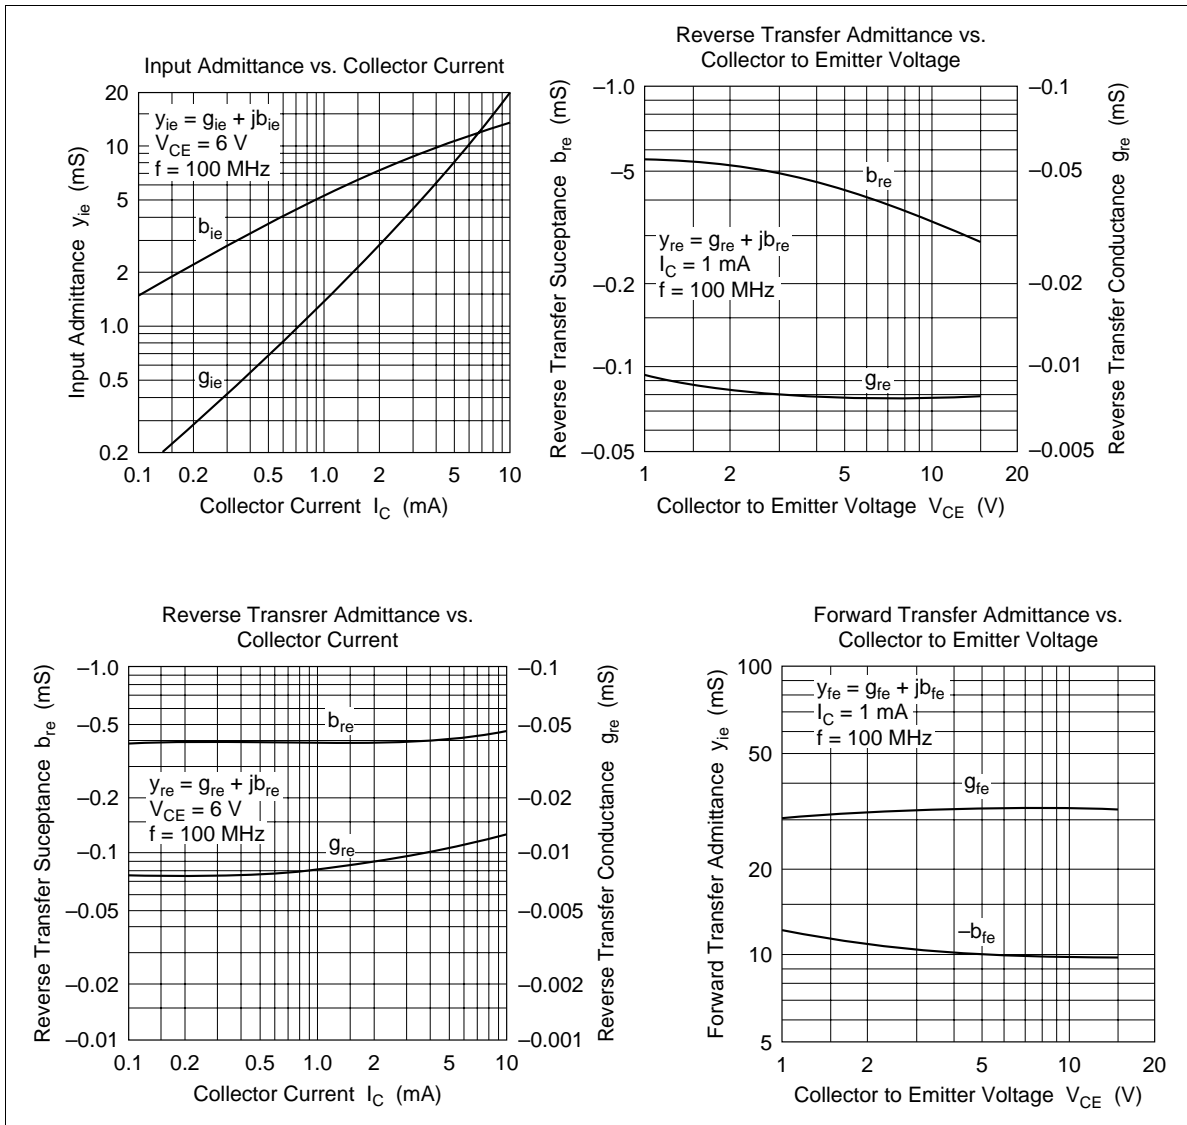 Input Admittance vs. Collector Current
20
10
5
2
1.0
0.5
0.2
Input Admittance y_ie (mS)
y_ie = g_ie + jb_ie
V_CE = 6 V
f = 100 MHz
b_ie
g_ie
0.1 0.2 0.5 1.0 2 5 10
Collector Current I_C (mA)
Reverse Transfer Admittance vs.
Collector to Emitter Voltage
–1.0
–5
–0.2
–0.1
–0.05
Reverse Transfer Suceptance b_re (mS)
b_re
y_re = g_re + jb_re
I_C = 1 mA
f = 100 MHz
g_re
–0.1
–0.05
–0.02
–0.01
–0.005
Reverse Transfer Conductance g_re (mS)
1 2 5 10 20
Collector to Emitter Voltage V_CE (V)
Reverse Transrer Admittance vs.
Collector Current
–1.0
–0.5
–0.2
–0.1
–0.05
–0.02
–0.01
Reverse Transfer Suceptance b_re (mS)
b_re
y_re = g_re + jb_re
V_CE = 6 V
f = 100 MHz
g_re
–0.1
–0.05
–0.02
–0.01
–0.005
–0.002
–0.001
Reverse Transfer Conductance g_re (mS)
0.1 0.2 0.5 1.0 2 5 10
Collector Current I_C (mA)
Forward Transfer Admittance vs.
Collector to Emitter Voltage
100
50
20
10
5
Forward Transfer Admittance y_ie (mS)
y_fe = g_fe + jb_fe
I_C = 1 mA
f = 100 MHz
g_fe
–b_fe
1 2 5 10 20
Collector to Emitter Voltage V_CE (V)